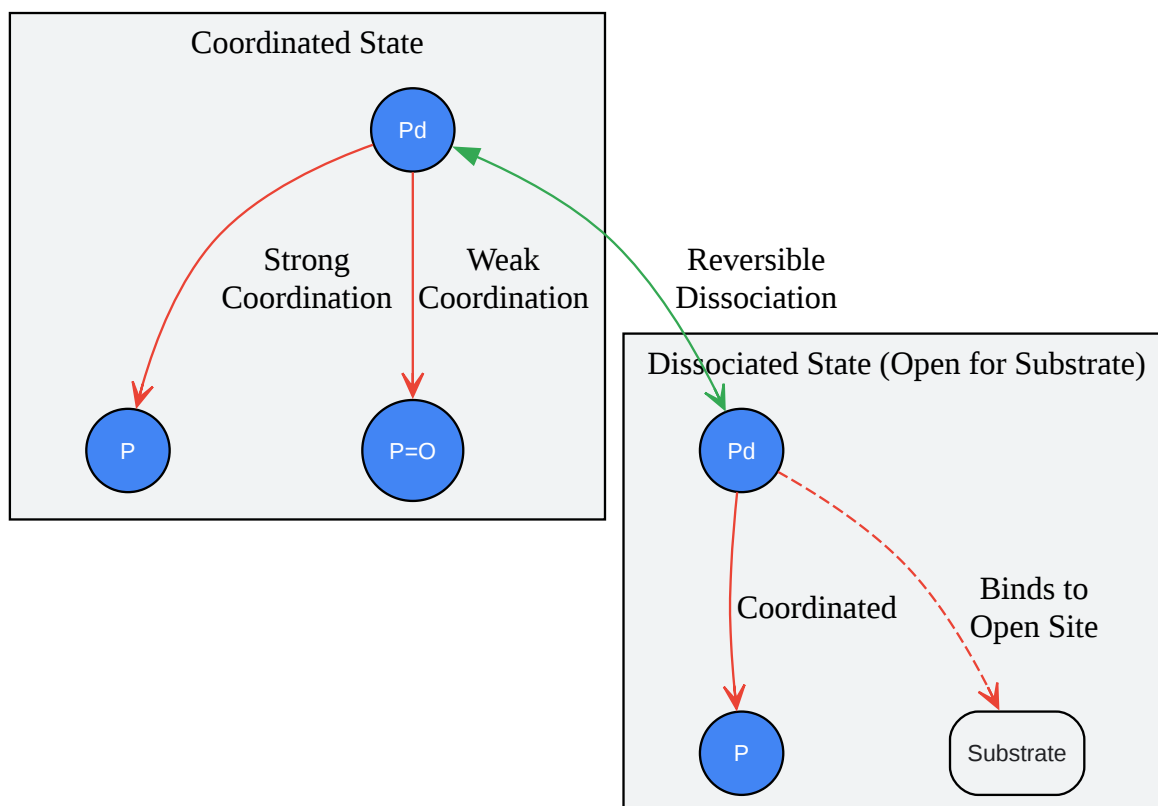 Coordinated State
Pd
Strong
Coordination
Weak
Coordination
Reversible
Dissociation
P
P=O
Dissociated State (Open for Substrate)
Pd
Coordinated
Binds to
Open Site
P
Substrate